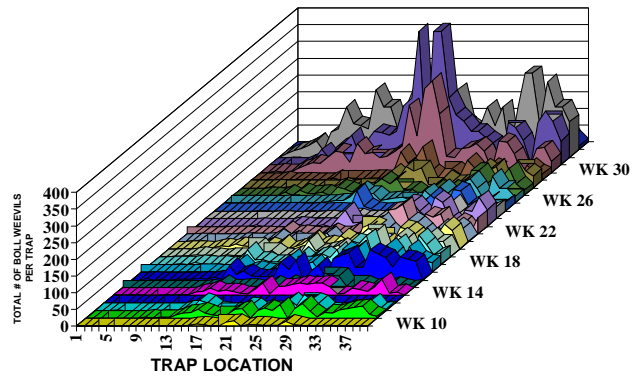 TOTAL # OF BOLL WEEVILS
PER TRAP
400
350
300
250
200
150
100
50
0
1
5
9
13
17
21
25
29
33
37
TRAP LOCATION
WK 10
WK 14
WK 18
WK 22
WK 26
WK 30